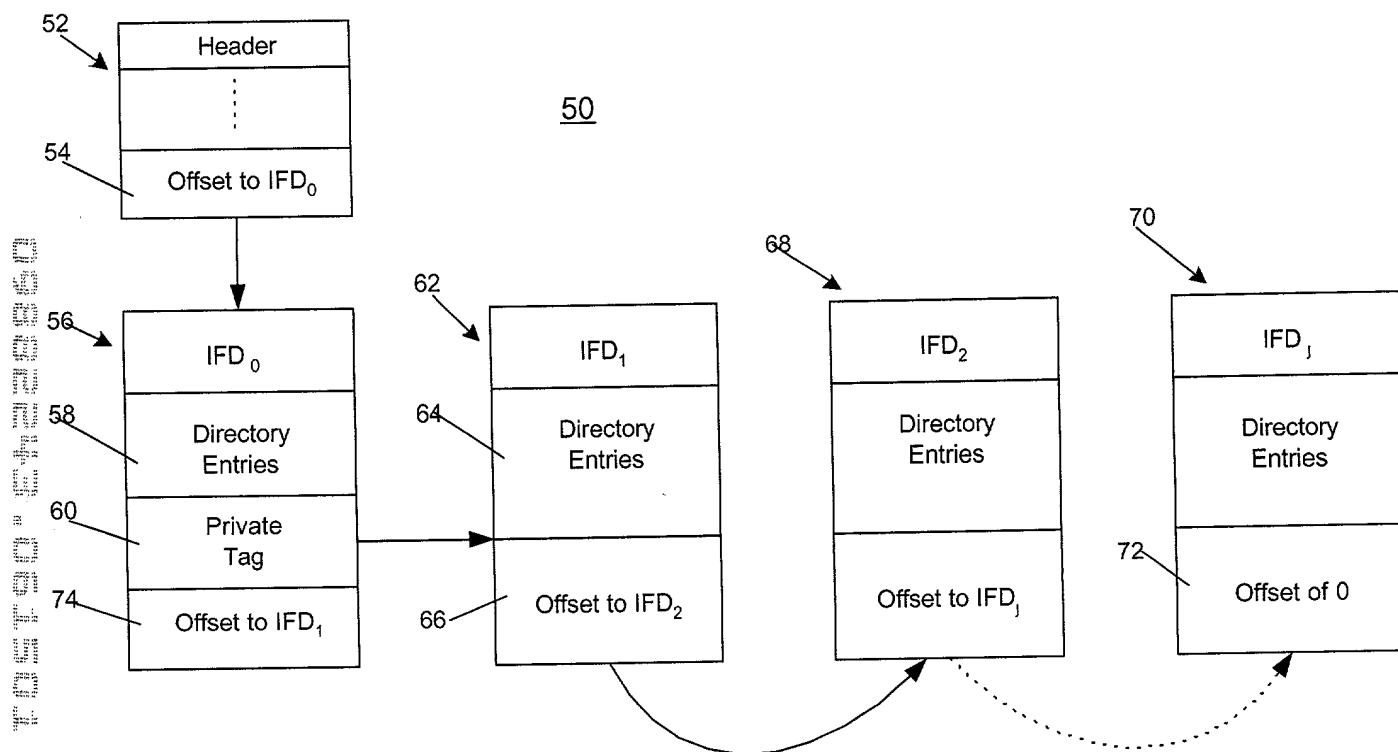 52
Header
50
54
Offset to IFD₀
56
IFD₀
58
Directory
Entries
60
Private
Tag
74
Offset to IFD₁
62
IFD₁
64
Directory
Entries
66
Offset to IFD₂
68
IFD₂
Directory
Entries
Offset to IFDⱼ
70
IFDⱼ
Directory
Entries
72
Offset of 0